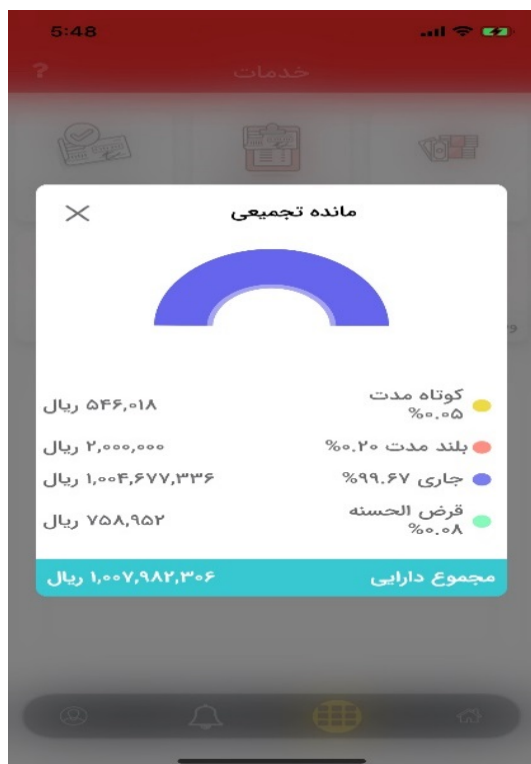 5:48
خدمات
?
مانده تجمیعی
کوتاه مدت
%۰.۰۵
۵۴۶,۰۱۸ ریال
بلند مدت ۰.۲۰%
۲,۰۰۰,۰۰۰ ریال
جاری ۹۹.۶۷%
۱,۰۰۴,۶۷۷,۳۳۶ ریال
قرض الحسنه
%۰.۰۸
۷۵۸,۹۵۲ ریال
مجموع دارایی
۱,۰۰۷,۹۸۲,۳۰۶ ریال